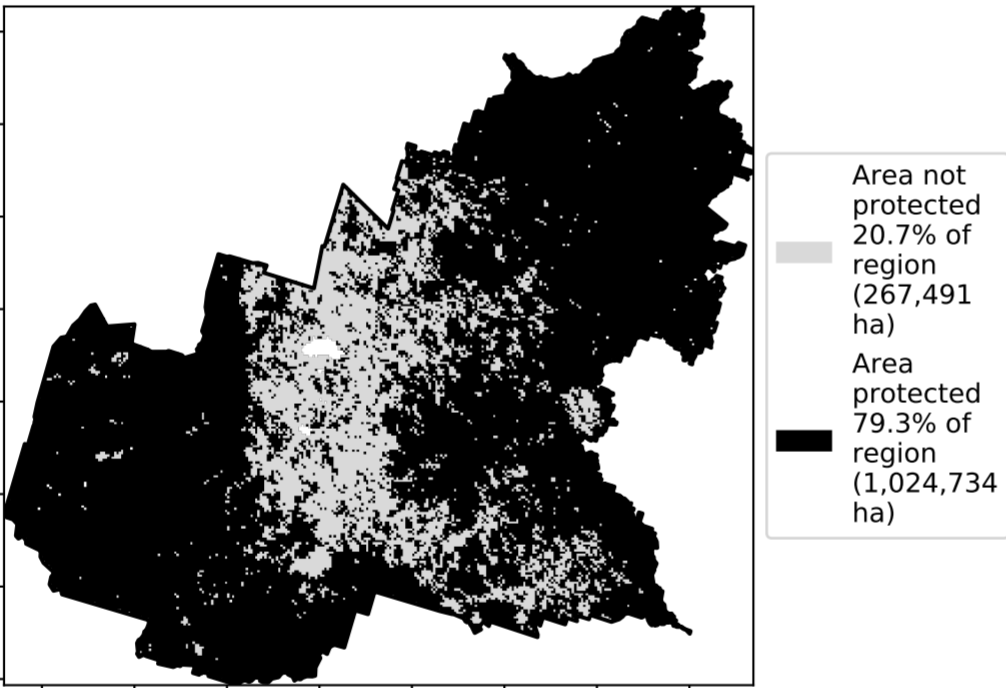 Area not
protected
20.7% of
region
(267,491
ha)
Area
protected
79.3% of
region
(1,024,734
ha)